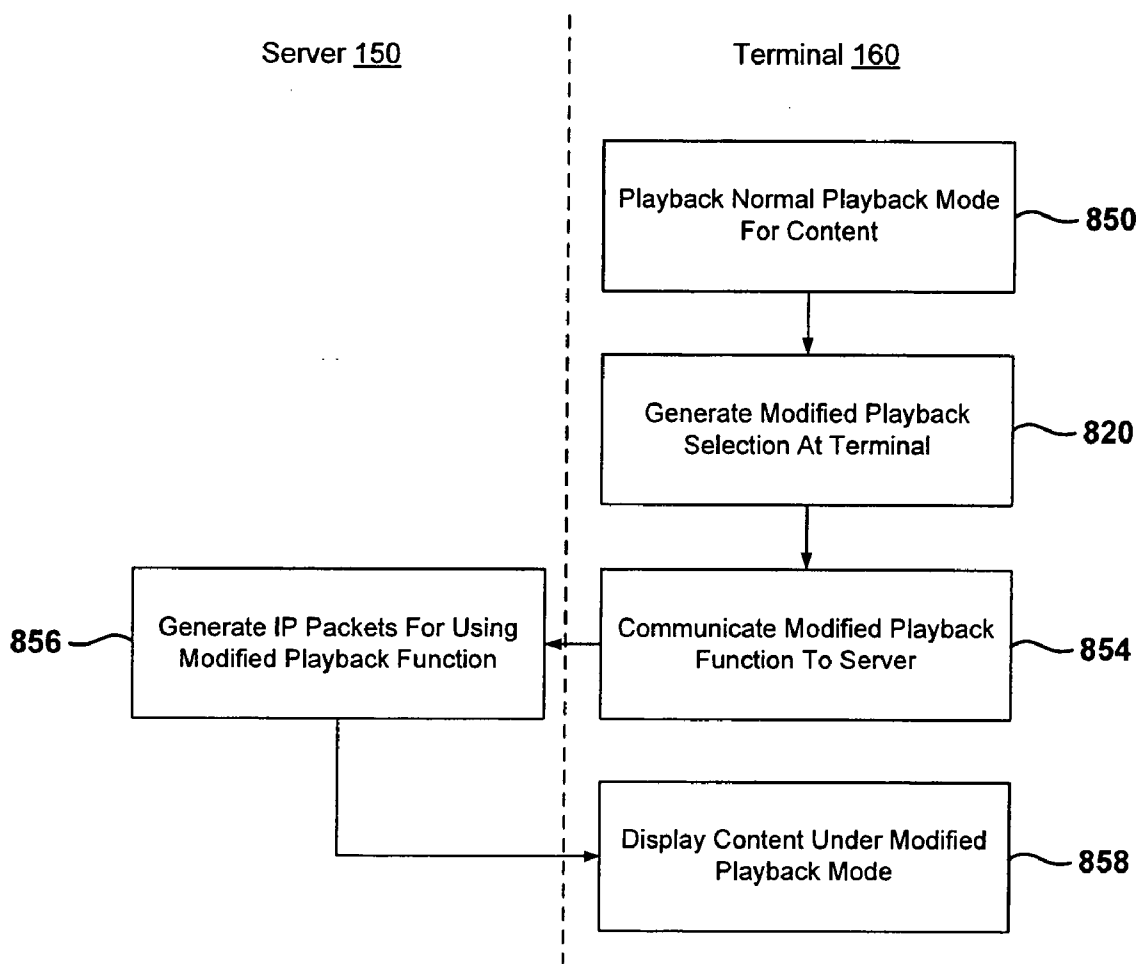 Server 150
Terminal 160
Playback Normal Playback Mode
For Content
850
Generate Modified Playback
Selection At Terminal
820
856
Generate IP Packets For Using
Modified Playback Function
Communicate Modified Playback
Function To Server
854
Display Content Under Modified
Playback Mode
858